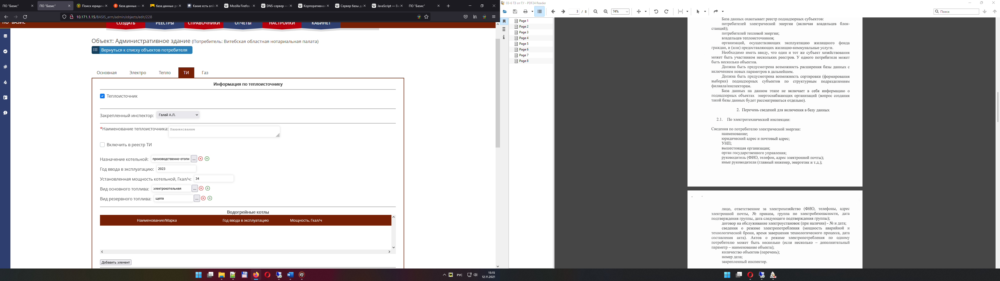 ПО "Базис"
ПО "Базис"
Поиск юридиче
база данных —
база данных рп
Какие есть onli
Mozilla Firefox —
DNS-сервер —
Корпоративная
Сервер базы да
JavaScript — Ви
ПО "Базис"
10.171.1.15/BASIS_arm/admin/objects/edit/228
ПО "БАЗИС"
СОЗДАТЬ
РЕЕСТРЫ
СПРАВОЧНИКИ
ОТЧЕТЫ
НАСТРОЙКИ
КАБИНЕТ
Объект: Административное здание (Потребитель: Витебская областная нотариальная палата)
Вернуться к списку объектов потребителя
Основная
Электро
Тепло
ТИ
Газ
Информация по теплоисточнику
Теплоисточник
Закрепленный инспектор: Галай А.Л.
*Наименование теплоисточника: Наименование
Включить в реестр ТИ
Назначение котельной: производственно-отопи ...
Год ввода в эксплуатацию: 2023
Установленная мощность котельной, Гкал/ч: 34
Вид основного топлива: электрокотельная ...
Вид резервного топлива: щепа ...
Водогрейные котлы
Наименование/Марка
Год ввода в эксплуатацию
Мощность, Гкал/ч
Добавить элемент
РУС
15:15
12.11.2021
03-6 ТЗ от ГУ - PDF24 Reader
3 / 8
74%
Поиск
Page 1
Page 2
Page 3
Page 4
Page 5
Page 6
Page 7
Page 8
База данных охватывает реестр поднадзорных субъектов:
потребителей электрической энергии (включая владельцев блок-
станций);
потребителей тепловой энергии;
владельцев теплоисточников;
организаций, осуществляющих эксплуатацию жилищного фонда
граждан, и (или) предоставляющих жилищно-коммунальные услуги.
Необходимо иметь ввиду, что один и тот же субъект хозяйствования
может быть участником нескольких реестров. У одного потребителя может
быть несколько объектов.
Должна быть предусмотрена возможность расширения базы данных с
включением новых параметров в дальнейшем.
Должна быть предусмотрена возможность сортировки (формирования
выборки) поднадзорных субъектов по структурным подразделениям
филиала/инспекторам.
База данных на данном этапе не включает в себя информацию о
поднадзорных объектах энергоснабжающих организаций (вопрос создания
такой базы данных будет рассматриваться отдельно).
2. Перечень сведений для включения в базу данных
2.1. По электротехнической инспекции:
Сведения по потребителю электрической энергии:
наименование;
юридический адрес и почтовый адрес;
УНП;
вышестоящая организация;
орган государственного управления;
руководитель (ФИО, телефон, адрес электронной почты);
иные руководители (главный инженер, энергетик и т.д.);
лицо, ответственное за электрохозяйство (ФИО, телефоны, адрес
электронной почты, № приказа, группа по электробезопасности, дата
подтверждения группы, дата следующего подтверждения группы);
договор на обслуживание электроустановок (при наличии) - № и дата;
сведения о режиме электропотребления (мощность аварийной и
технологической брони, время завершения технологического процесса, дата
составления акта). Актов о режиме электропотребления по одному
потребителю может быть несколько (если несколько – дополнительный
параметр – наименование объекта);
количество объектов (перечень);
номер дела;
закрепленный инспектор.